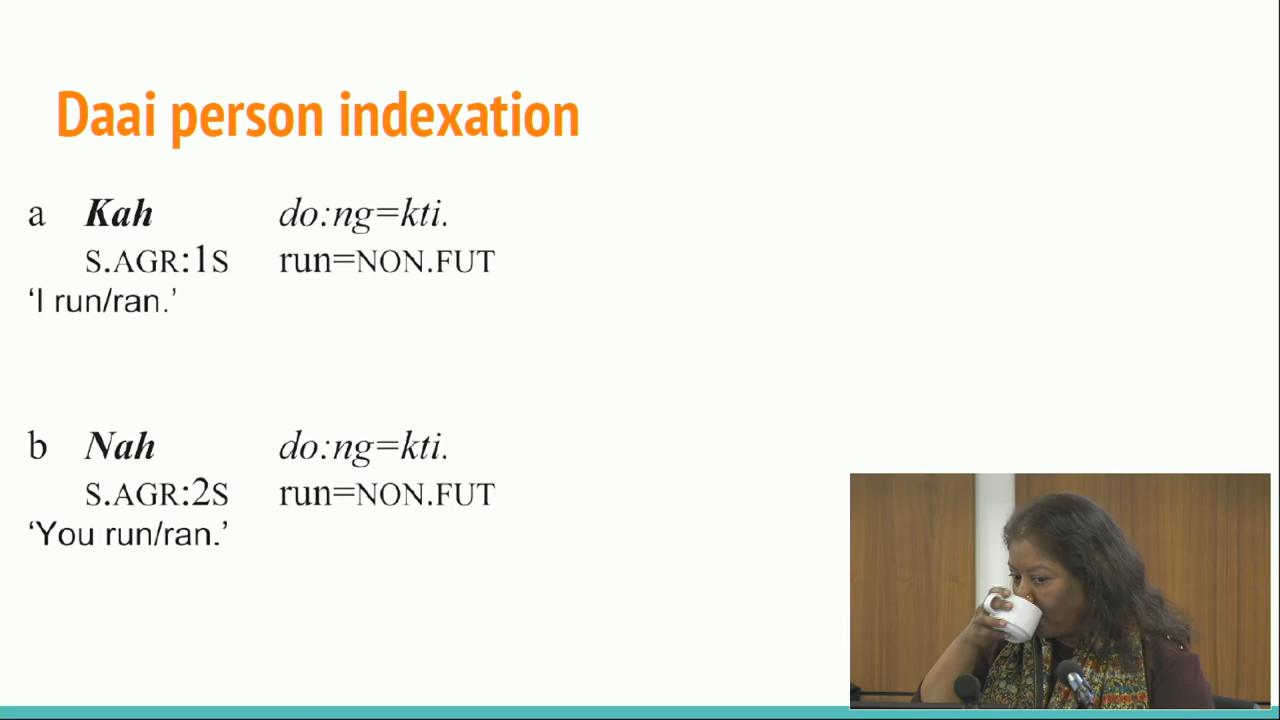 Daai person indexation
a Kah do:ng=kti.
S.AGR:1S run=NON.FUT
‘I run/ran.’
b Nah do:ng=kti.
S.AGR:2S run=NON.FUT
‘You run/ran.’